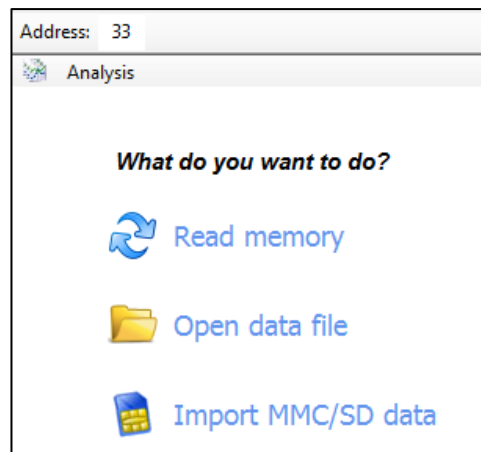 Address: 33
Analysis
What do you want to do?
Read memory
Open data file
Import MMC/SD data